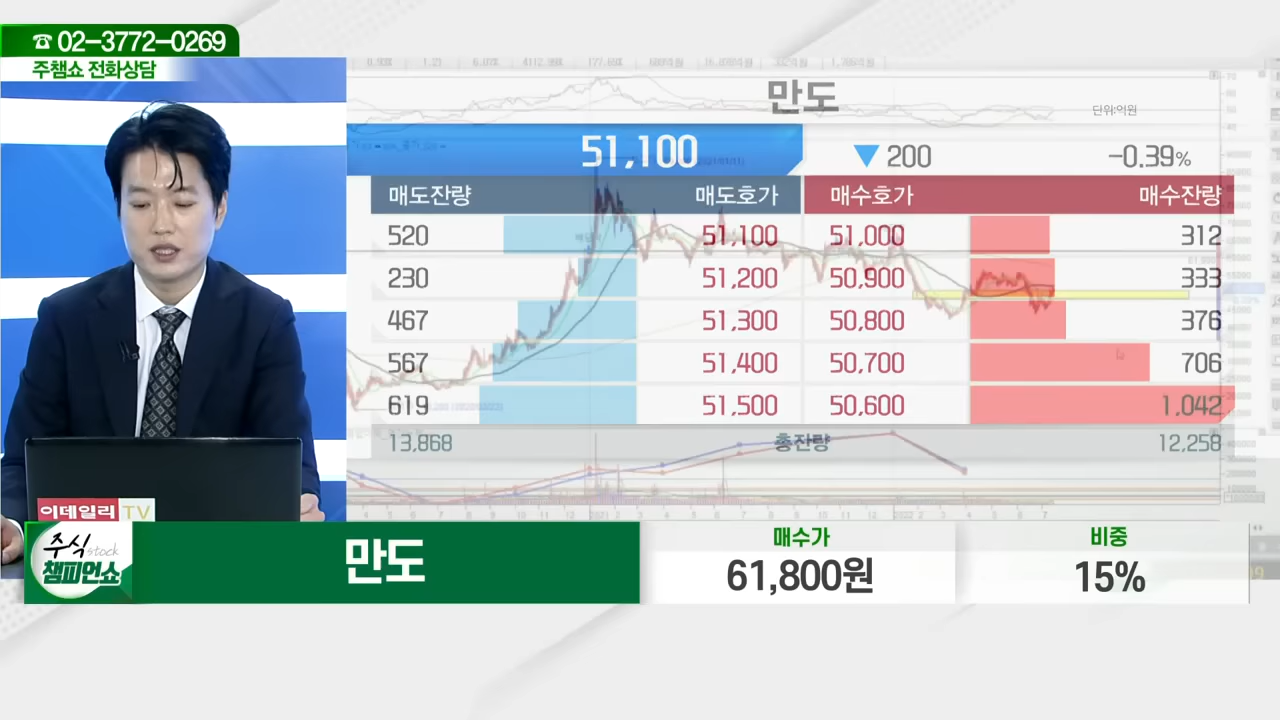 ☎ 02-3772-0269
주챔쇼 전화상담
만도
단위:억원
51,100 ▼ 200 -0.39%
매도잔량 매도호가 매수호가 매수잔량
520 51,100 51,000 312
230 51,200 50,900 333
467 51,300 50,800 376
567 51,400 50,700 706
619 51,500 50,600 1,042
13,868 총잔량 12,258
이데일리 TV
주식 stock
챔피언쇼
만도
매수가
61,800원
비중
15%